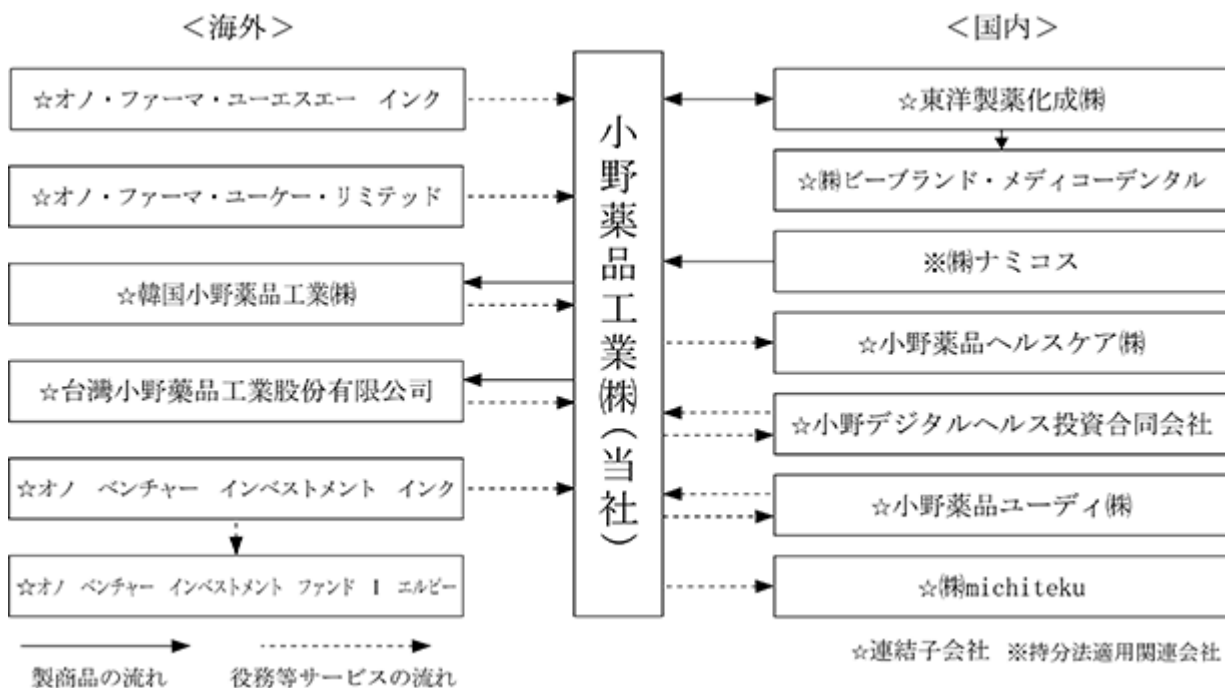 ＜海外＞
☆オノ・ファーマ・ユーエスエー　インク
☆オノ・ファーマ・ユーケー・リミテッド
☆韓国小野薬品工業㈱
☆台灣小野藥品工業股份有限公司
☆オノ　ベンチャー　インベストメント　インク
☆オノ　ベンチャー　インベストメント　ファンド　Ⅰ　エルピー
小野薬品工業㈱（当社）
＜国内＞
☆東洋製薬化成㈱
☆㈱ビーブランド・メディコーデンタル
※㈱ナミコス
☆小野薬品ヘルスケア㈱
☆小野デジタルヘルス投資合同会社
☆小野薬品ユーディ㈱
☆㈱michiteku
製商品の流れ
役務等サービスの流れ
☆連結子会社　※持分法適用関連会社